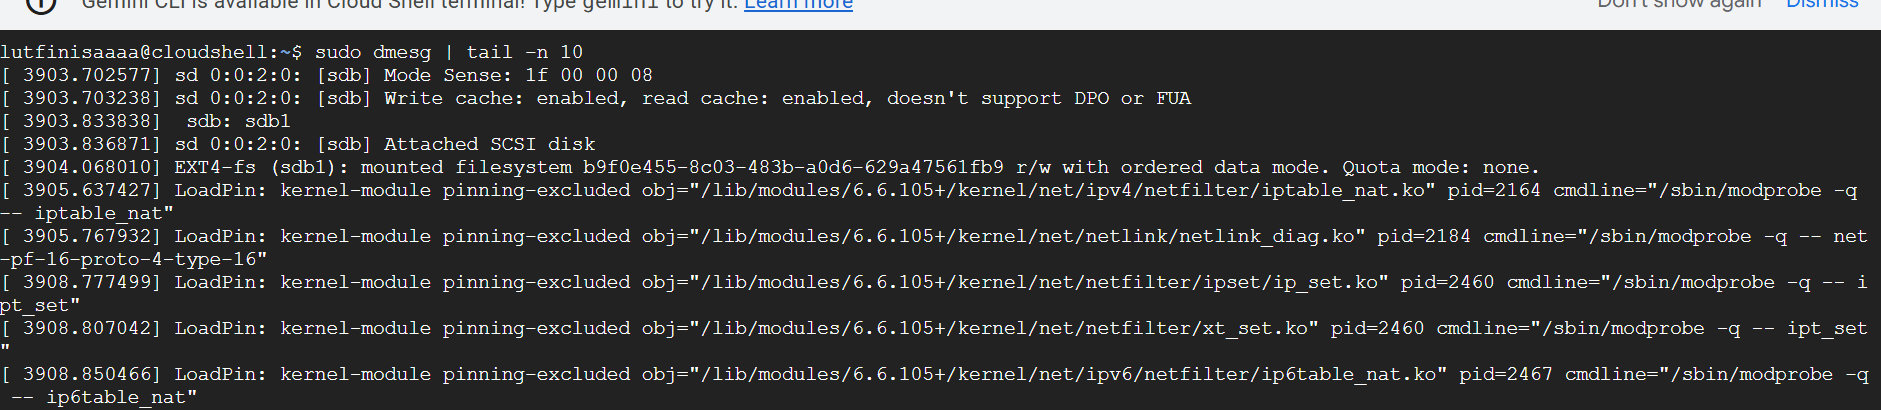 Gemini CLI is available in Cloud Shell terminal! Type gemini to try it. Learn more Don't show again Dismiss
lutfinisaaaa@cloudshell:~$ sudo dmesg | tail -n 10
[ 3903.702577] sd 0:0:2:0: [sdb] Mode Sense: 1f 00 00 08
[ 3903.703238] sd 0:0:2:0: [sdb] Write cache: enabled, read cache: enabled, doesn't support DPO or FUA
[ 3903.833838]  sdb: sdb1
[ 3903.836871] sd 0:0:2:0: [sdb] Attached SCSI disk
[ 3904.068010] EXT4-fs (sdb1): mounted filesystem b9f0e455-8c03-483b-a0d6-629a47561fb9 r/w with ordered data mode. Quota mode: none.
[ 3905.637427] LoadPin: kernel-module pinning-excluded obj="/lib/modules/6.6.105+/kernel/net/ipv4/netfilter/iptable_nat.ko" pid=2164 cmdline="/sbin/modprobe -q
-- iptable_nat"
[ 3905.767932] LoadPin: kernel-module pinning-excluded obj="/lib/modules/6.6.105+/kernel/net/netlink/netlink_diag.ko" pid=2184 cmdline="/sbin/modprobe -q -- net
-pf-16-proto-4-type-16"
[ 3908.777499] LoadPin: kernel-module pinning-excluded obj="/lib/modules/6.6.105+/kernel/net/netfilter/ipset/ip_set.ko" pid=2460 cmdline="/sbin/modprobe -q -- i
pt_set"
[ 3908.807042] LoadPin: kernel-module pinning-excluded obj="/lib/modules/6.6.105+/kernel/net/netfilter/xt_set.ko" pid=2460 cmdline="/sbin/modprobe -q -- ipt_set
"
[ 3908.850466] LoadPin: kernel-module pinning-excluded obj="/lib/modules/6.6.105+/kernel/net/ipv6/netfilter/ip6table_nat.ko" pid=2467 cmdline="/sbin/modprobe -q
 -- ip6table_nat"